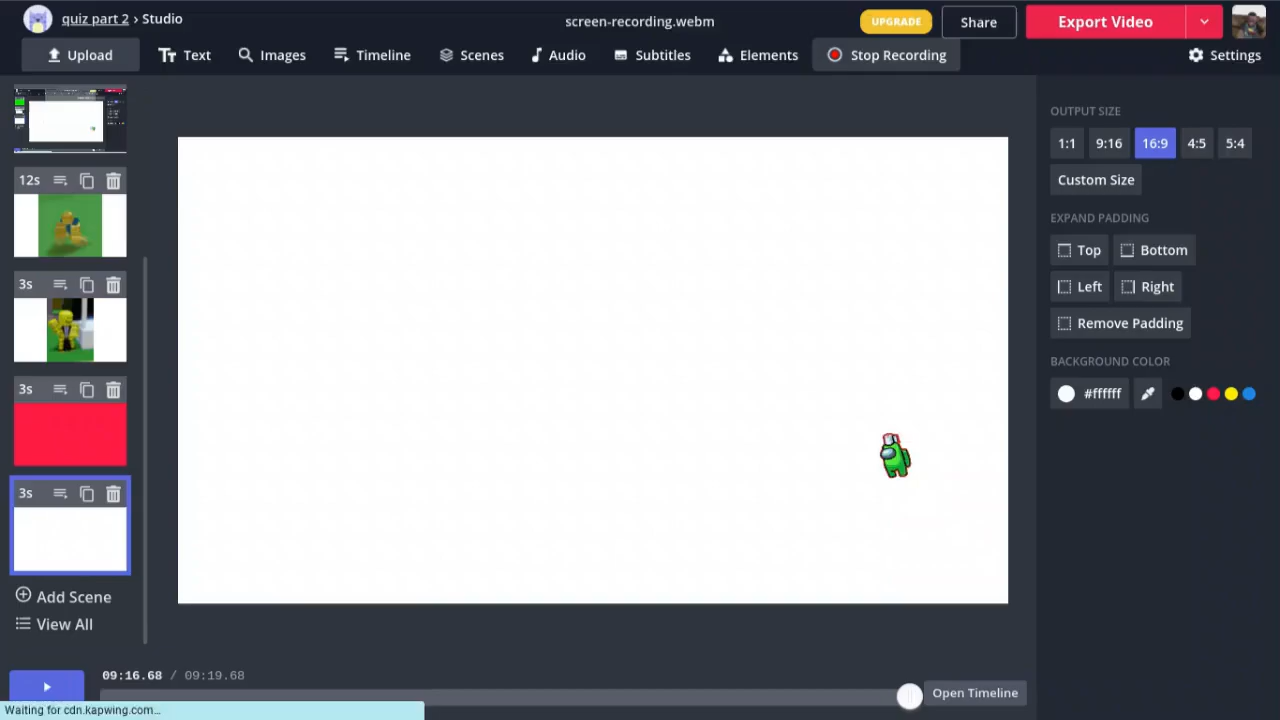 quiz part 2 › Studio
screen-recording.webm
UPGRADE
Share
Export Video
Upload
Text
Images
Timeline
Scenes
Audio
Subtitles
Elements
Stop Recording
Settings
12s
3s
3s
3s
Add Scene
View All
OUTPUT SIZE
1:1
9:16
16:9
4:5
5:4
Custom Size
EXPAND PADDING
Top
Bottom
Left
Right
Remove Padding
BACKGROUND COLOR
#ffffff
09:16.68 / 09:19.68
Open Timeline
Waiting for cdn.kapwing.com...